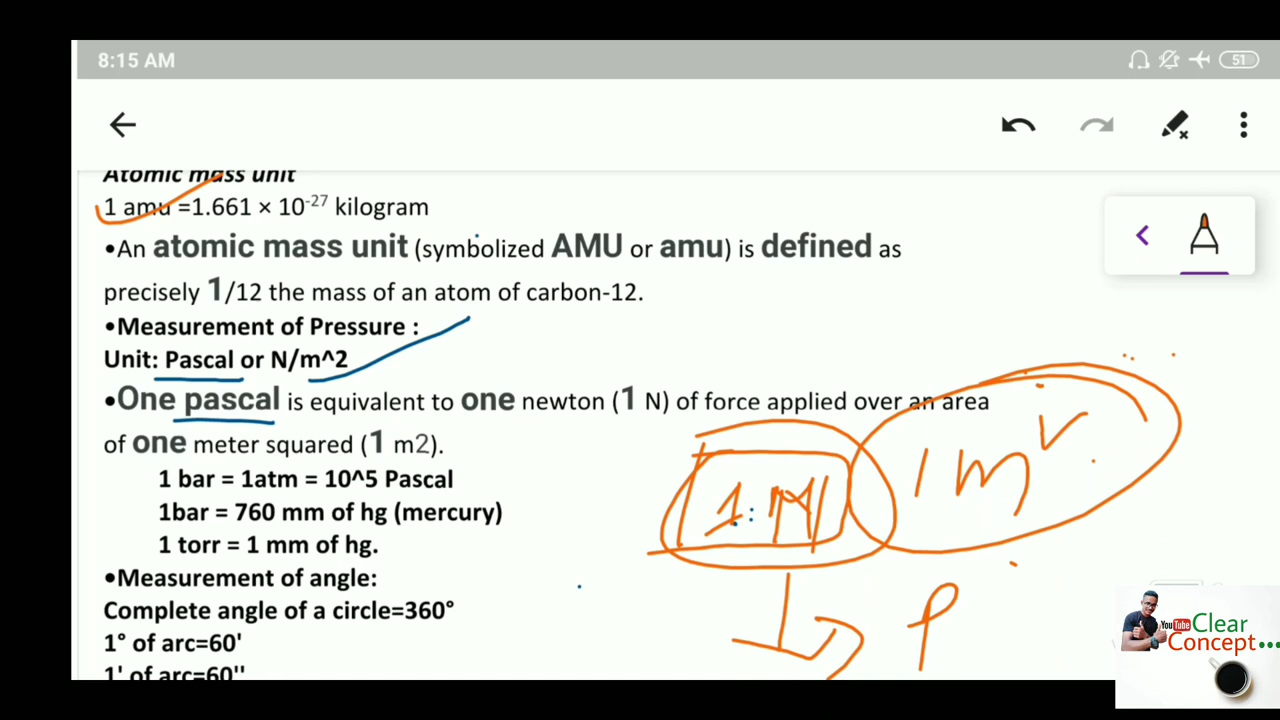 8:15 AM
51
Atomic mass unit
1 amu =1.661 × 10⁻²⁷ kilogram
•An atomic mass unit (symbolized AMU or amu) is defined as
precisely 1/12 the mass of an atom of carbon-12.
•Measurement of Pressure :
Unit: Pascal or N/m^2
•One pascal is equivalent to one newton (1 N) of force applied over an area
of one meter squared (1 m2).
1 bar = 1atm = 10^5 Pascal
1bar = 760 mm of hg (mercury)
1 torr = 1 mm of hg.
•Measurement of angle:
Complete angle of a circle=360°
1° of arc=60'
1' of arc=60''
1 m
P
YouTube Clear
Concept